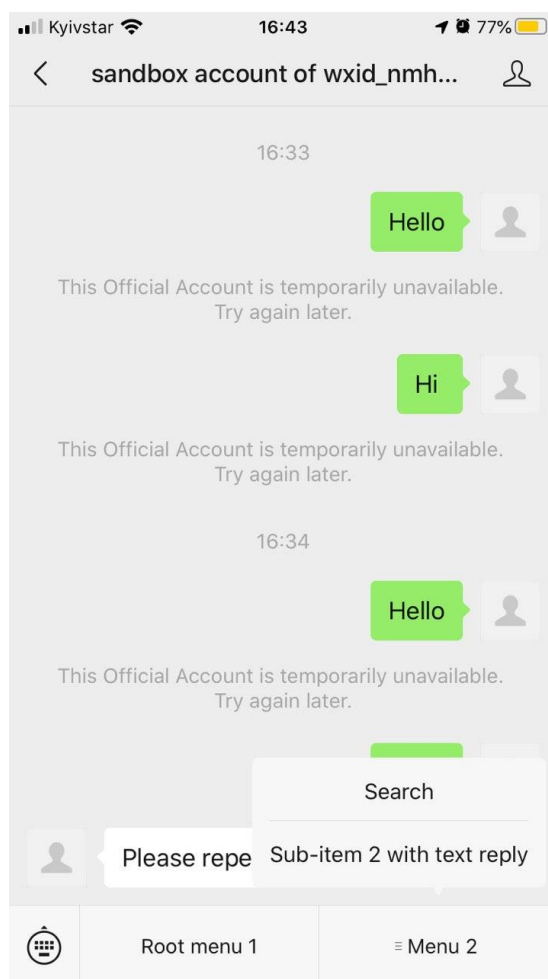 Kyivstar 16:43 77%
sandbox account of wxid_nmh...
16:33
Hello
This Official Account is temporarily unavailable.
Try again later.
Hi
This Official Account is temporarily unavailable.
Try again later.
16:34
Hello
This Official Account is temporarily unavailable.
Try again later.
Search
Please repe
Sub-item 2 with text reply
Root menu 1
Menu 2